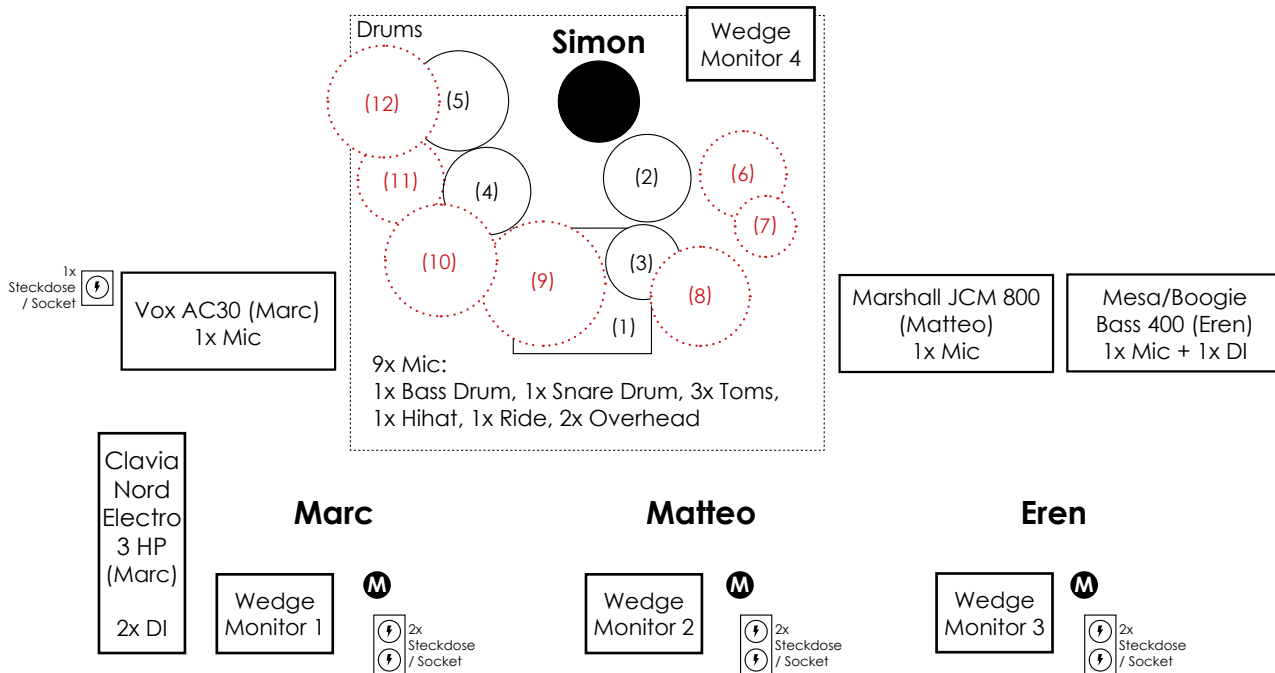 Drums
Simon
Wedge
Monitor 4
(12)
(5)
(11)
(4)
(2)
(6)
(7)
(10)
(9)
(3)
(8)
(1)
9x Mic:
1x Bass Drum, 1x Snare Drum, 3x Toms,
1x Hihat, 1x Ride, 2x Overhead
1x
Steckdose
/ Socket
Vox AC30 (Marc)
1x Mic
Marshall JCM 800
(Matteo)
1x Mic
Mesa/Boogie
Bass 400 (Eren)
1x Mic + 1x DI
Clavia
Nord
Electro
3 HP
(Marc)
2x DI
Marc
Matteo
Eren
Wedge
Monitor 1
M
2x
Steckdose
/ Socket
Wedge
Monitor 2
M
2x
Steckdose
/ Socket
Wedge
Monitor 3
M
2x
Steckdose
/ Socket